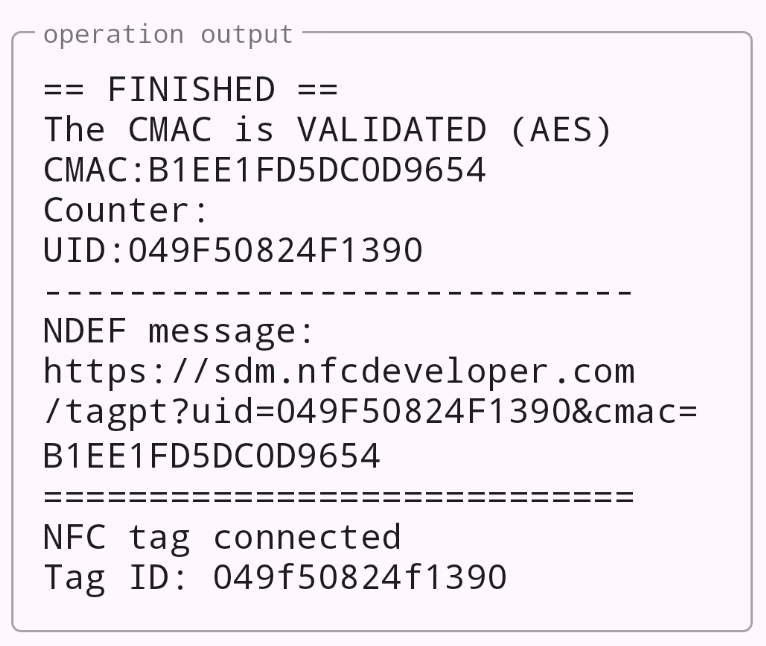 operation output
== FINISHED ==
The CMAC is VALIDATED (AES)
CMAC:B1EE1FD5DC0D9654
Counter:
UID:049F50824F1390
----------------------------
NDEF message:
https://sdm.nfcdeveloper.com
/tagpt?uid=049F50824F1390&cmac=
B1EE1FD5DC0D9654
============================
NFC tag connected
Tag ID: 049f50824f1390